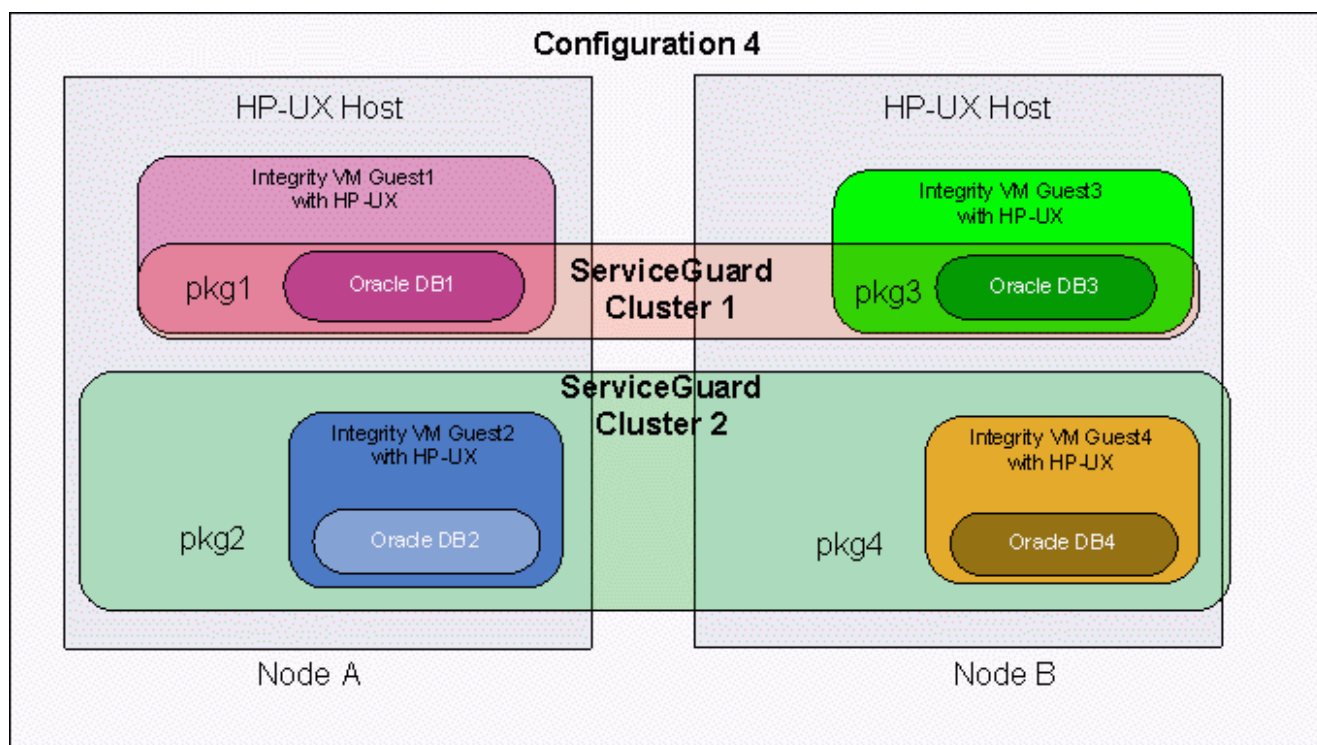 Configuration 4
HP-UX Host
HP-UX Host
Integrity VM Guest1
with HP-UX
Integrity VM Guest3
with HP-UX
pkg1
Oracle DB1
ServiceGuard
Cluster 1
pkg3
Oracle DB3
ServiceGuard
Cluster 2
Integrity VM Guest2
with HP-UX
Integrity VM Guest4
with HP-UX
pkg2
Oracle DB2
pkg4
Oracle DB4
Node A
Node B